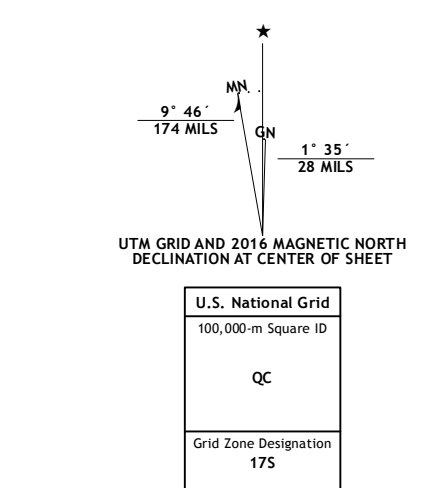 ★
MN
9° 46´
174 MILS
GN
1° 35´
28 MILS
UTM GRID AND 2016 MAGNETIC NORTH
DECLINATION AT CENTER OF SHEET
U.S. National Grid
100,000-m Square ID
QC
Grid Zone Designation
17S